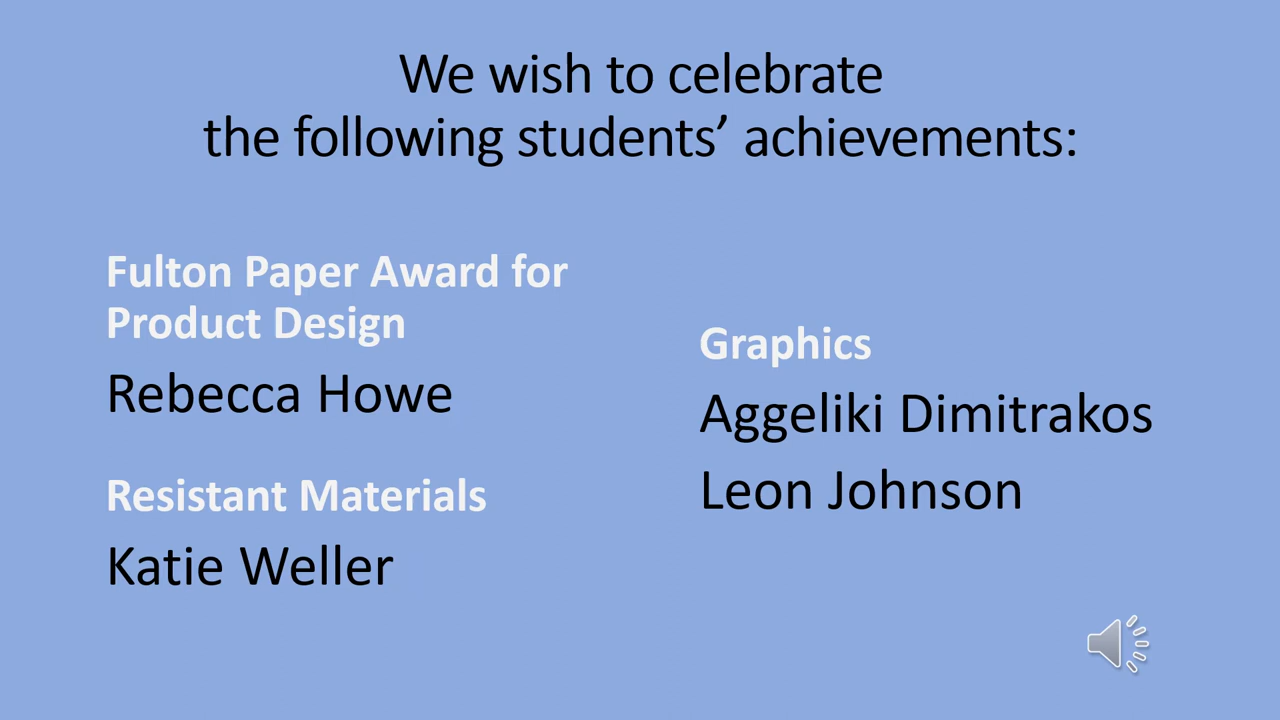 We wish to celebrate
the following students’ achievements:
Fulton Paper Award for
Product Design
Rebecca Howe
Resistant Materials
Katie Weller
Graphics
Aggeliki Dimitrakos
Leon Johnson